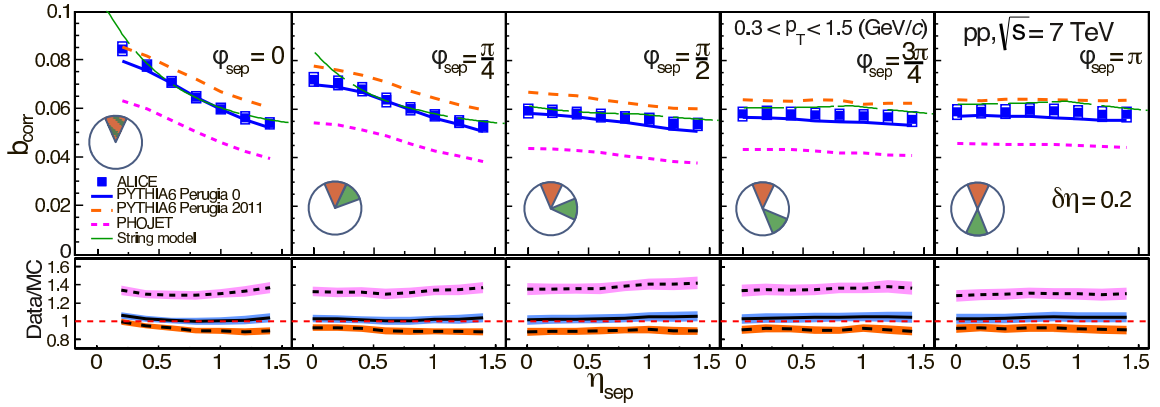 0.1
0.08
0.06
0.04
0.02
0
b_corr
φ_sep = 0
φ_sep = π/4
φ_sep = π/2
0.3 < p_T < 1.5 (GeV/c)
φ_sep = 3π/4
pp, √s = 7 TeV
φ_sep = π
ALICE
PYTHIA6 Perugia 0
PYTHIA6 Perugia 2011
PHOJET
String model
δη = 0.2
Data/MC
1.6
1.4
1.2
1
0.8
0 0.5 1 1.5 0 0.5 1 1.5 0 0.5 1 1.5 0 0.5 1 1.5 0 0.5 1 1.5
η_sep